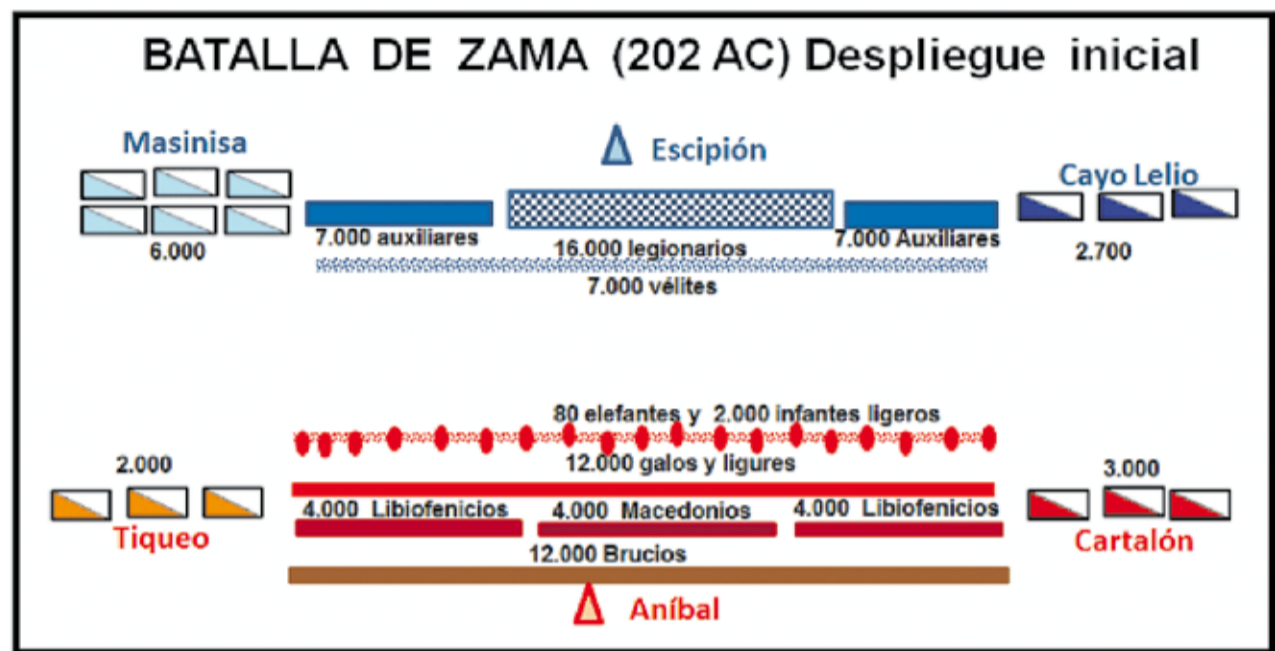 BATALLA DE ZAMA (202 AC) Despliegue inicial
Masinisa
Escipión
Cayo Lelio
6.000
7.000 auxiliares
16.000 legionarios
7.000 Auxiliares
2.700
7.000 vélites
80 elefantes y 2.000 infantes ligeros
2.000
12.000 galos y ligures
3.000
4.000 Libiofenicios
4.000 Macedonios
4.000 Libiofenicios
Tiqueo
12.000 Brucios
Cartalón
Aníbal